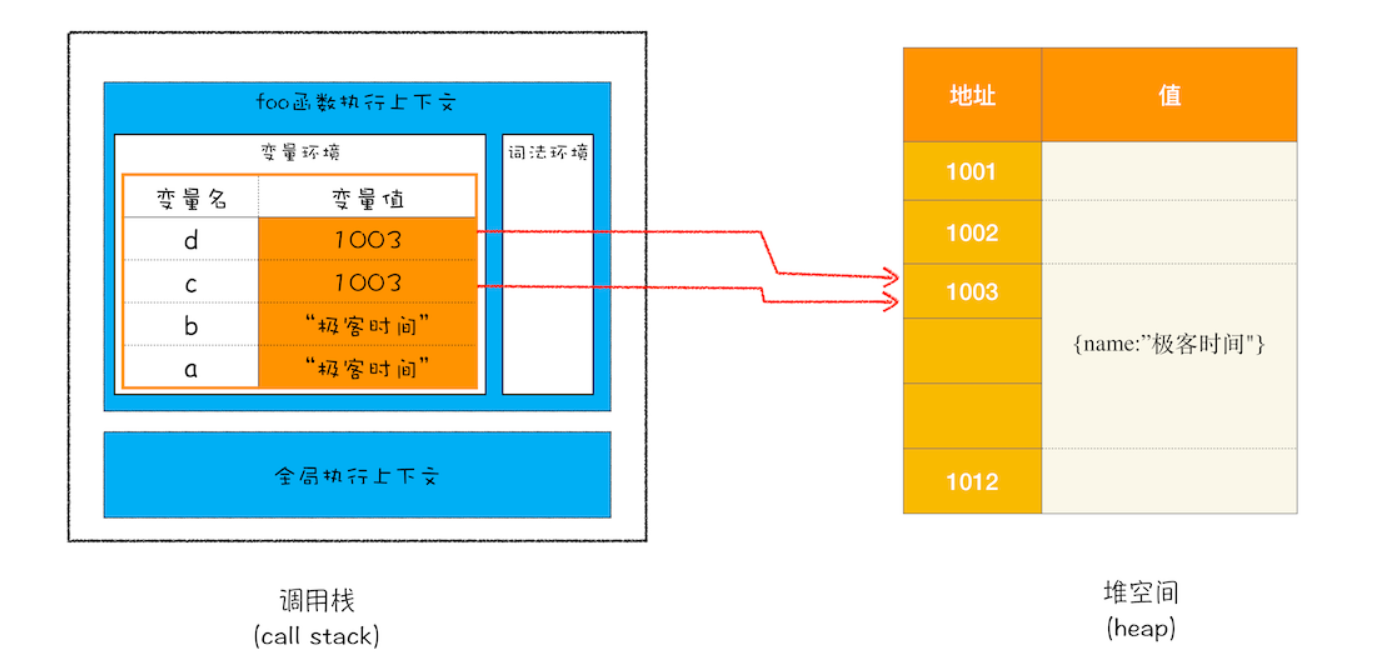 foo函数执行上下文
变量环境
词法环境
变量名 变量值
d 1003
c 1003
b “极客时间”
a “极客时间”
全局执行上下文
调用栈
(call stack)
地址 值
1001
1002
1003
{name:”极客时间"}
1012
堆空间
(heap)